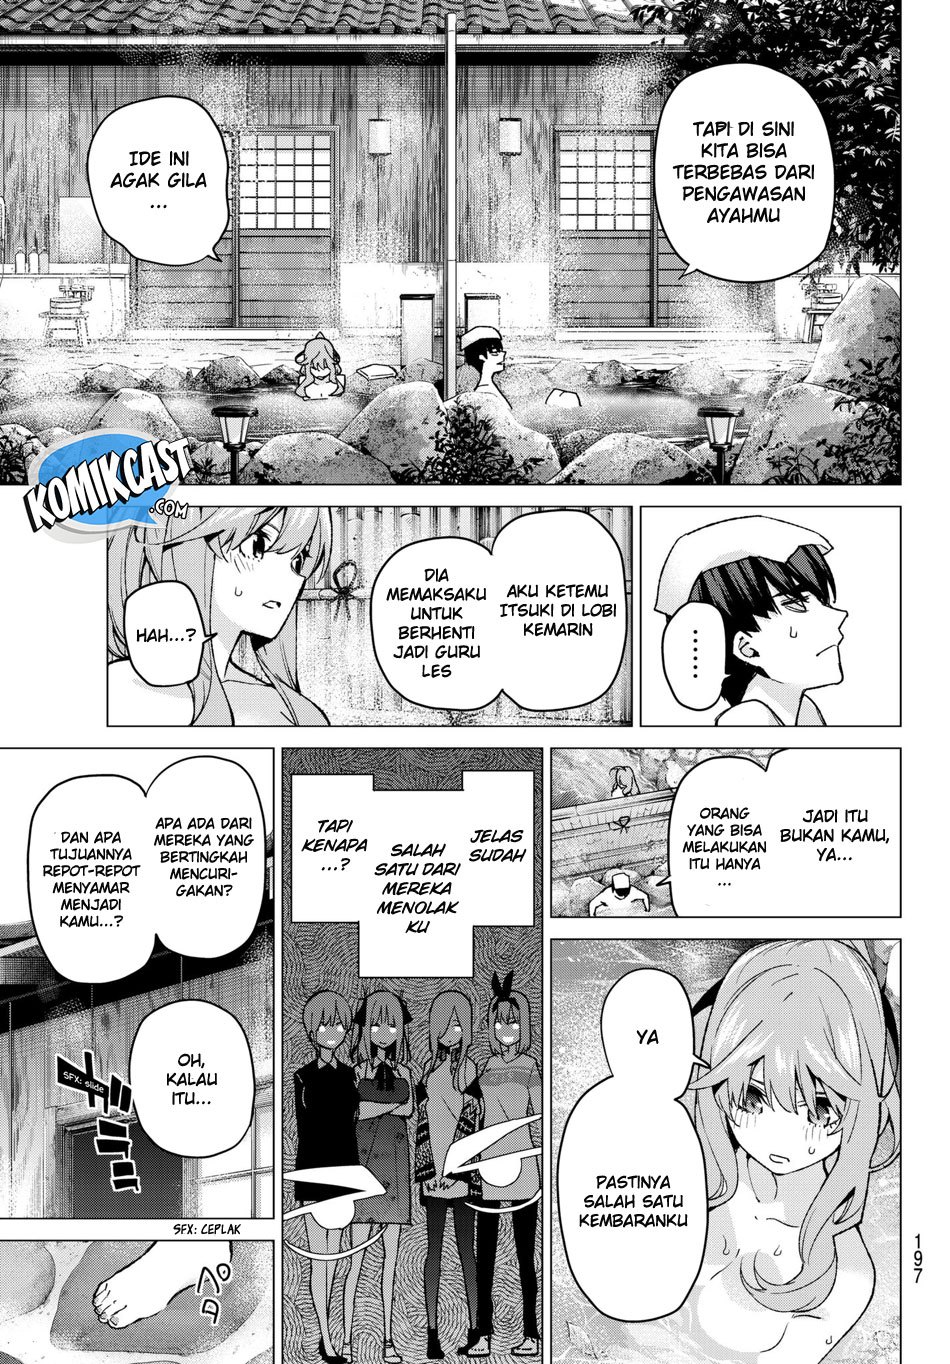 TAPI DI SINI
KITA BISA
TERBEBAS DARI
PENGAWASAN
AYAHMU
IDE INI
AGAK GILA
...
KOMIKCAST
.COM
......
AKU KETEMU
ITSUKI DI LOBI
KEMARIN
DIA
MEMAKSAKU
UNTUK
BERHENTI
JADI GURU
LES
HAH...?
JADI ITU
BUKAN KAMU,
YA...
ORANG
YANG BISA
MELAKUKAN
ITU HANYA
...
YA
PASTINYA
SALAH SATU
KEMBARANKU
JELAS
SUDAH
SALAH
SATU DARI
MEREKA
MENOLAK
KU
TAPI
KENAPA
...?
APA ADA DARI
MEREKA YANG
BERTINGKAH
MENCURI-
GAKAN?
DAN APA
TUJUANNYA
REPOT-REPOT
MENYAMAR
MENJADI
KAMU...?
OH,
KALAU
ITU...
SFX: slide
SFX: CEPLAK
197